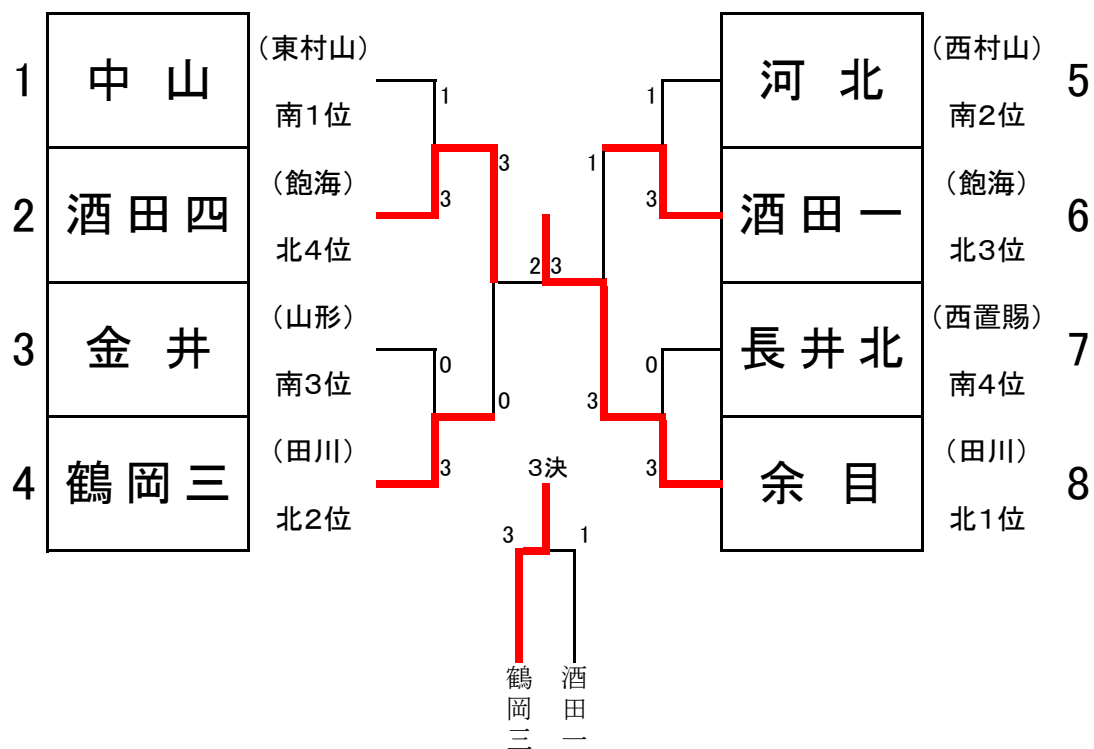 1
中山
（東村山）
南1位
2
酒田四
（飽海）
北4位
3
金井
（山形）
南3位
4
鶴岡三
（田川）
北2位
1
3
3
0
3
0
2
3
1
3
1
3
0
3
河北
（西村山）
南2位
5
酒田一
（飽海）
北3位
6
長井北
（西置賜）
南4位
7
余目
（田川）
北1位
8
3決
3
1
鶴岡三
酒田一